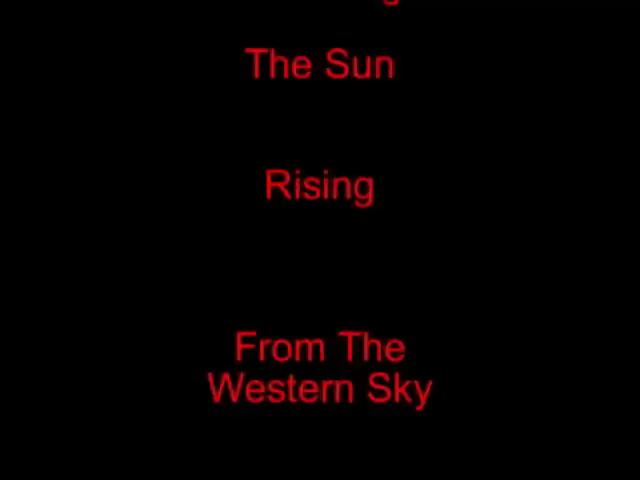 The Sun
Rising
From The
Western Sky